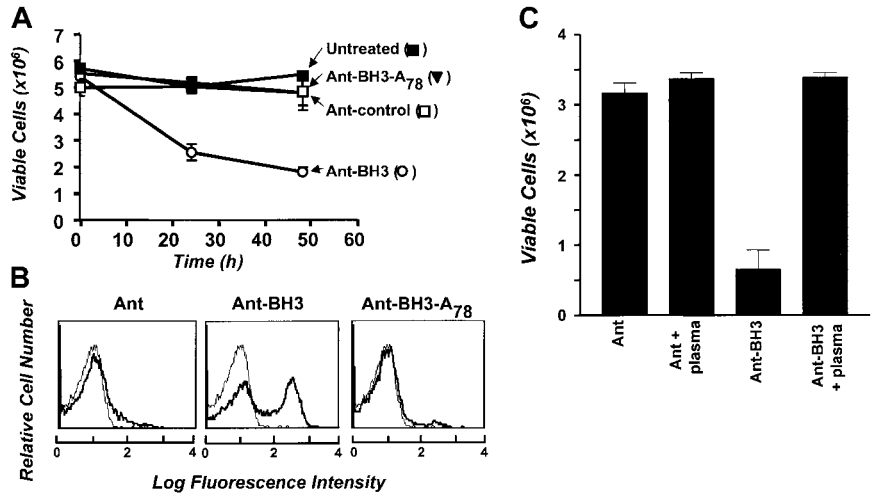 A
Viable Cells (x10⁶)
7
6
5
4
3
2
1
0
0 10 20 30 40 50 60
Time (h)
Untreated (■)
Ant-BH3-A₇₈ (▼)
Ant-control (□)
Ant-BH3 (○)
B
Relative Cell Number
Ant
Ant-BH3
Ant-BH3-A₇₈
0 1 2 4
0 1 2 4
0 1 2 4
Log Fluorescence Intensity
C
Viable Cells (x10⁶)
4
3
2
1
0
Ant
Ant +
plasma
Ant-BH3
Ant-BH3
+ plasma